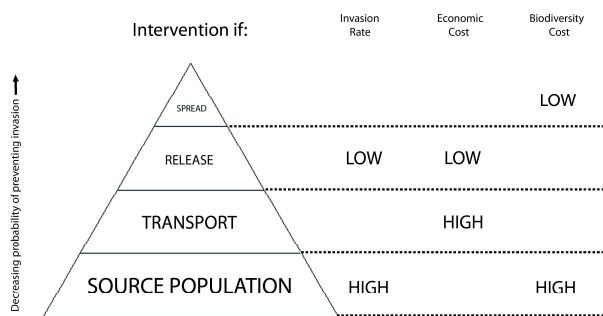 Intervention if:
Invasion
Rate
Economic
Cost
Biodiversity
Cost
Decreasing probability of preventing invasion
SPREAD
LOW
RELEASE
LOW
LOW
TRANSPORT
HIGH
SOURCE POPULATION
HIGH
HIGH